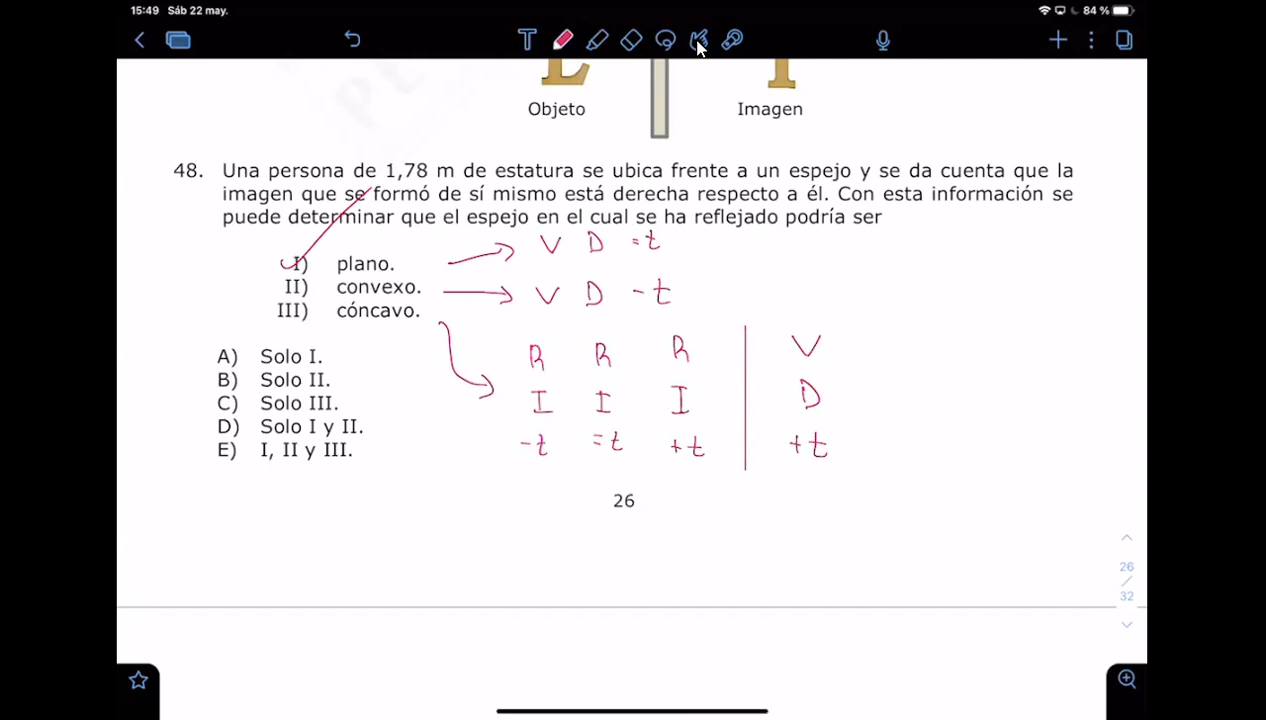 15:49 Sáb 22 may.
84 %
Objeto Imagen
48. Una persona de 1,78 m de estatura se ubica frente a un espejo y se da cuenta que la
imagen que se formó de sí mismo está derecha respecto a él. Con esta información se
puede determinar que el espejo en el cual se ha reflejado podría ser
V D =t
I) plano.
II) convexo.
V D -t
III) cóncavo.
R R R V
A) Solo I.
B) Solo II.
I I I D
C) Solo III.
D) Solo I y II.
-t =t +t +t
E) I, II y III.
26
26
/
32